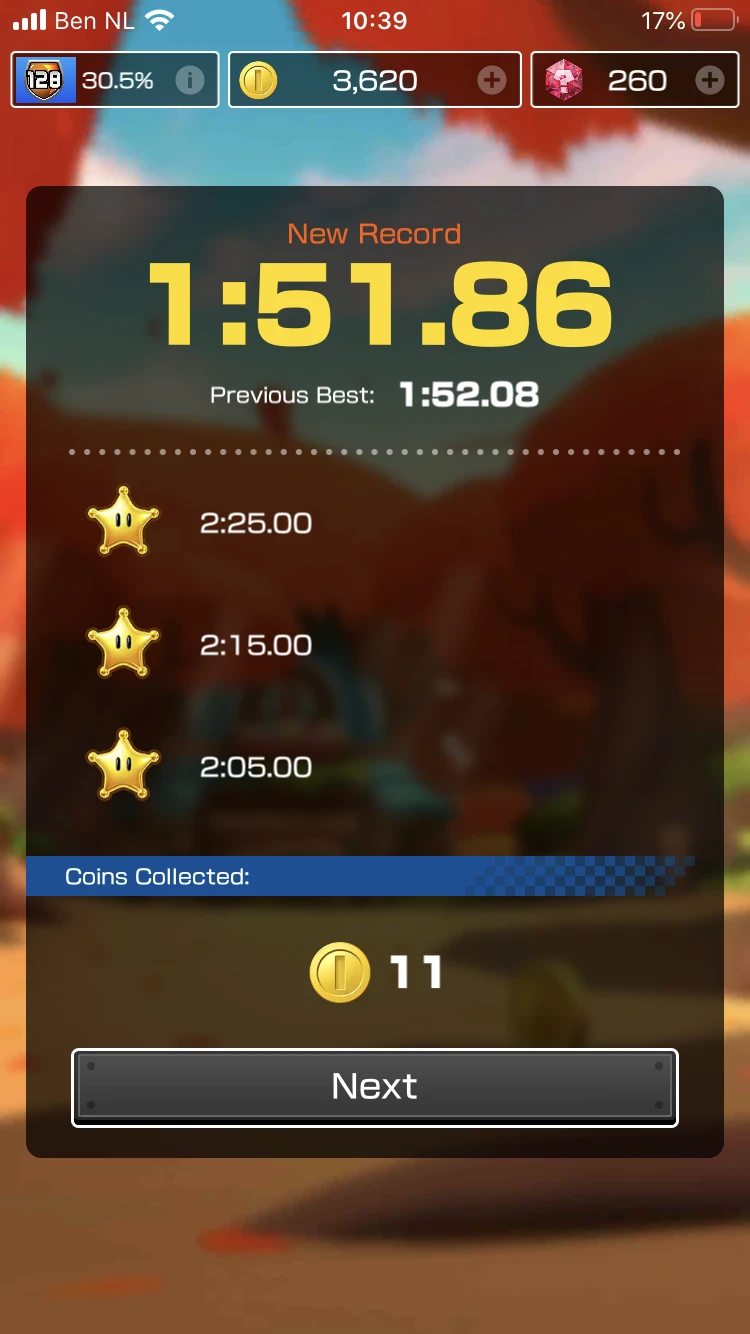 Ben NL 10:39 17%
128 30.5% i 3,620 + ? 260 +
New Record
1:51.86
Previous Best: 1:52.08
2:25.00
2:15.00
2:05.00
Coins Collected:
11
Next